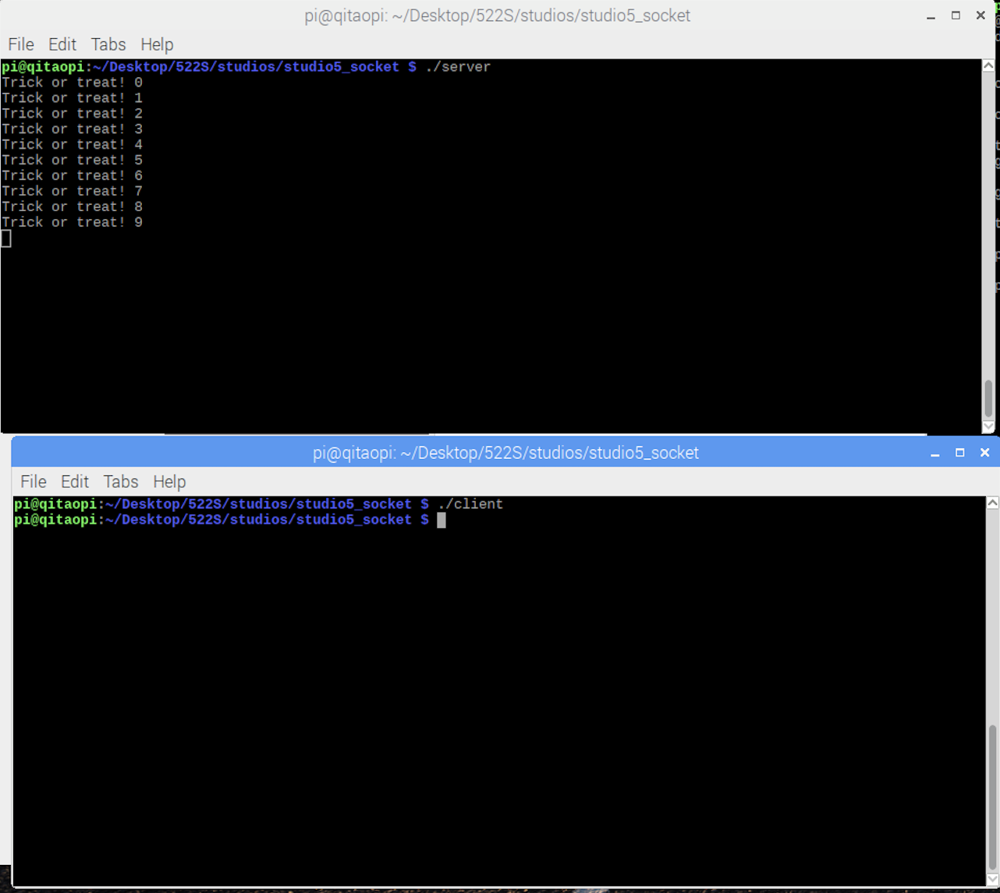 pi@qitaopi: ~/Desktop/522S/studios/studio5_socket
File Edit Tabs Help
pi@qitaopi:~/Desktop/522S/studios/studio5_socket $ ./server
Trick or treat! 0
Trick or treat! 1
Trick or treat! 2
Trick or treat! 3
Trick or treat! 4
Trick or treat! 5
Trick or treat! 6
Trick or treat! 7
Trick or treat! 8
Trick or treat! 9
pi@qitaopi: ~/Desktop/522S/studios/studio5_socket
File Edit Tabs Help
pi@qitaopi:~/Desktop/522S/studios/studio5_socket $ ./client
pi@qitaopi:~/Desktop/522S/studios/studio5_socket $